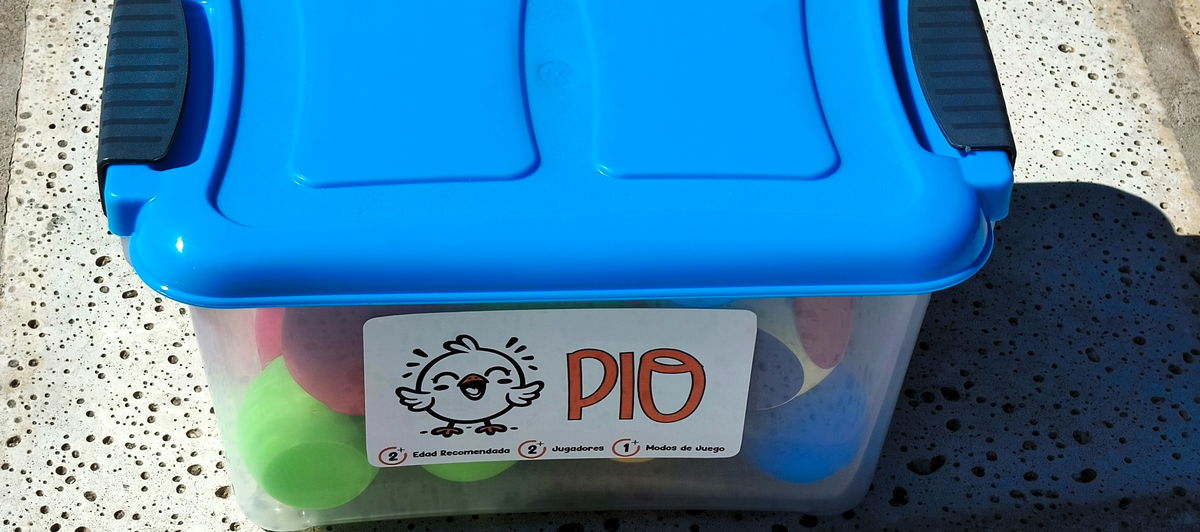 PIO
2+ Edad Recomendada 2+ Jugadores 1+ Modos de Juego